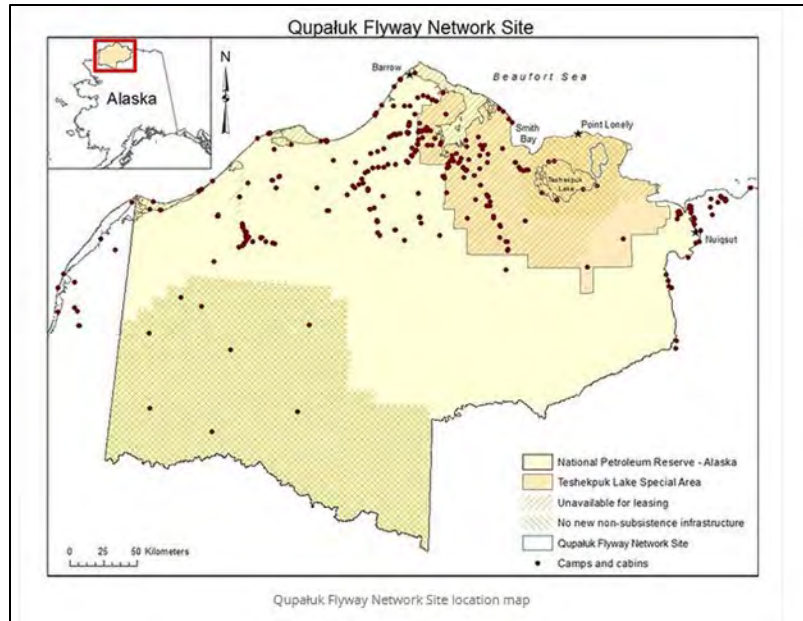 Qupałuk Flyway Network Site
Alaska
N
Barrow
Beaufort Sea
Smith
Bay
Point Lonely
Teshekpuk
Lake
Nuiqsut
National Petroleum Reserve - Alaska
Teshekpuk Lake Special Area
Unavailable for leasing
No new non-subsistence infrastructure
Qupałuk Flyway Network Site
Camps and cabins
0 25 50 Kilometers
Qupałuk Flyway Network Site location map